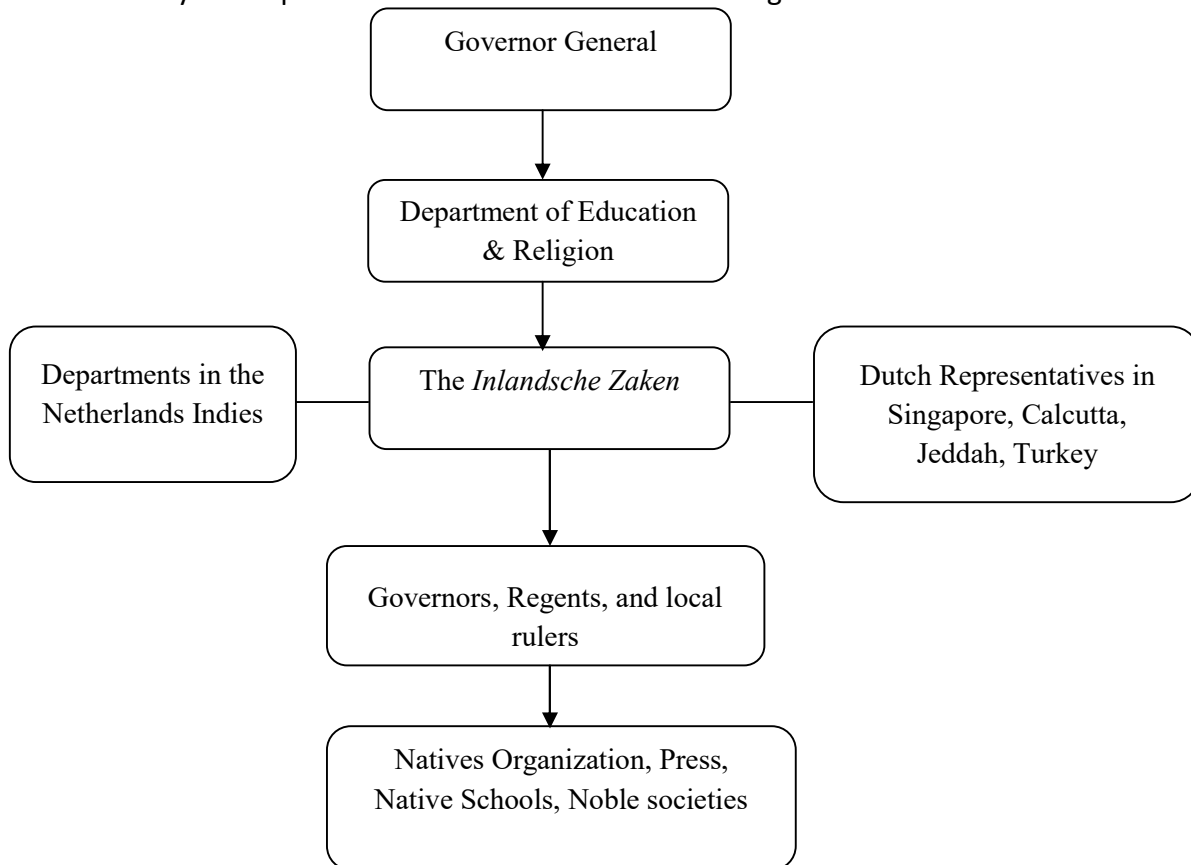 Governor General
Department of Education
& Religion
Departments in the
Netherlands Indies
The Inlandsche Zaken
Dutch Representatives in
Singapore, Calcutta,
Jeddah, Turkey
Governors, Regents, and local
rulers
Natives Organization, Press,
Native Schools, Noble societies